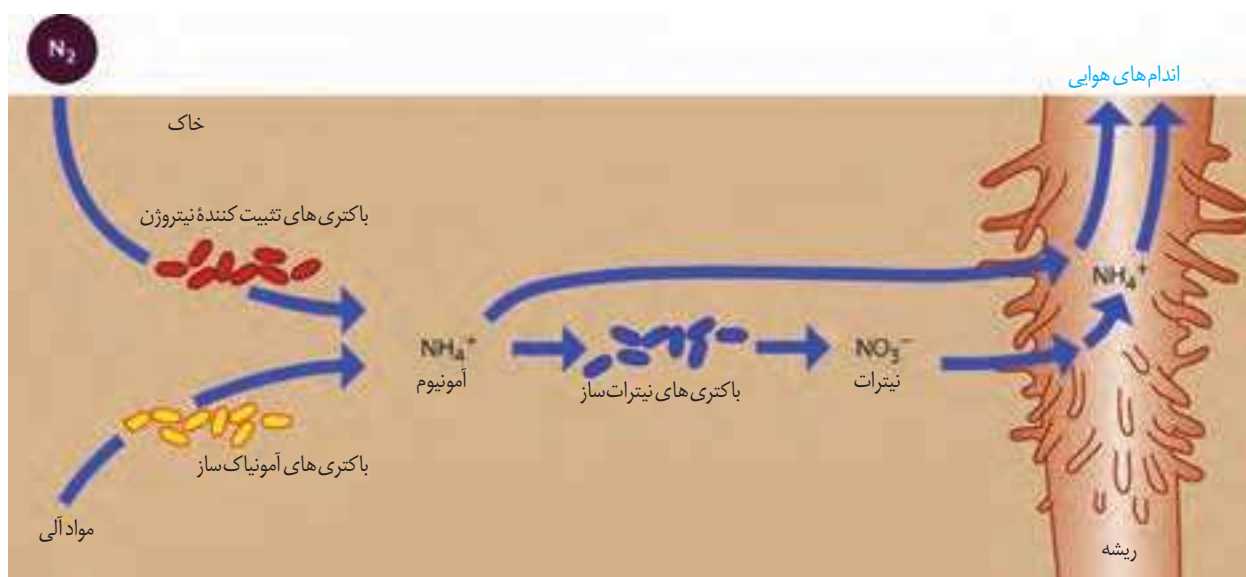 N₂
اندام‌های هوایی
خاک
باکتری‌های تثبیت کنندۀ نیتروژن
NH₄⁺
NH₄⁺
NO₃⁻
آمونیوم
نیترات
باکتری‌های نیترات‌ساز
باکتری‌های آمونیاک‌ساز
مواد آلی
ریشه